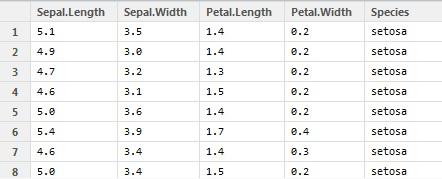 Sepal.Length Sepal.Width Petal.Length Petal.Width Species
1 5.1 3.5 1.4 0.2 setosa
2 4.9 3.0 1.4 0.2 setosa
3 4.7 3.2 1.3 0.2 setosa
4 4.6 3.1 1.5 0.2 setosa
5 5.0 3.6 1.4 0.2 setosa
6 5.4 3.9 1.7 0.4 setosa
7 4.6 3.4 1.4 0.3 setosa
8 5.0 3.4 1.5 0.2 setosa